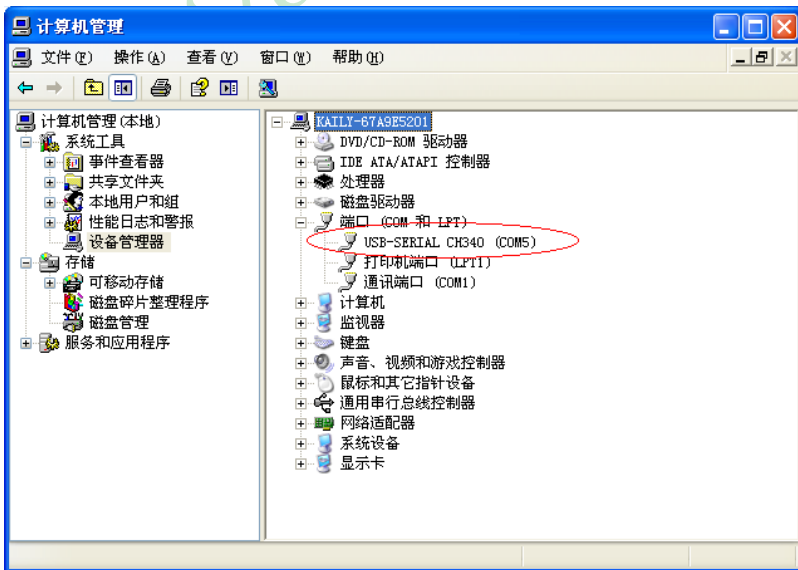 计算机管理
文件(F) 操作(A) 查看(V) 窗口(W) 帮助(H)
计算机管理(本地)
系统工具
事件查看器
共享文件夹
本地用户和组
性能日志和警报
设备管理器
存储
可移动存储
磁盘碎片整理程序
磁盘管理
服务和应用程序
KAILY-67A9E5201
DVD/CD-ROM 驱动器
IDE ATA/ATAPI 控制器
处理器
磁盘驱动器
端口 (COM 和 LPT)
USB-SERIAL CH340 (COM5)
打印机端口 (LPT1)
通讯端口 (COM1)
计算机
监视器
键盘
声音、视频和游戏控制器
鼠标和其它指针设备
通用串行总线控制器
网络适配器
系统设备
显示卡